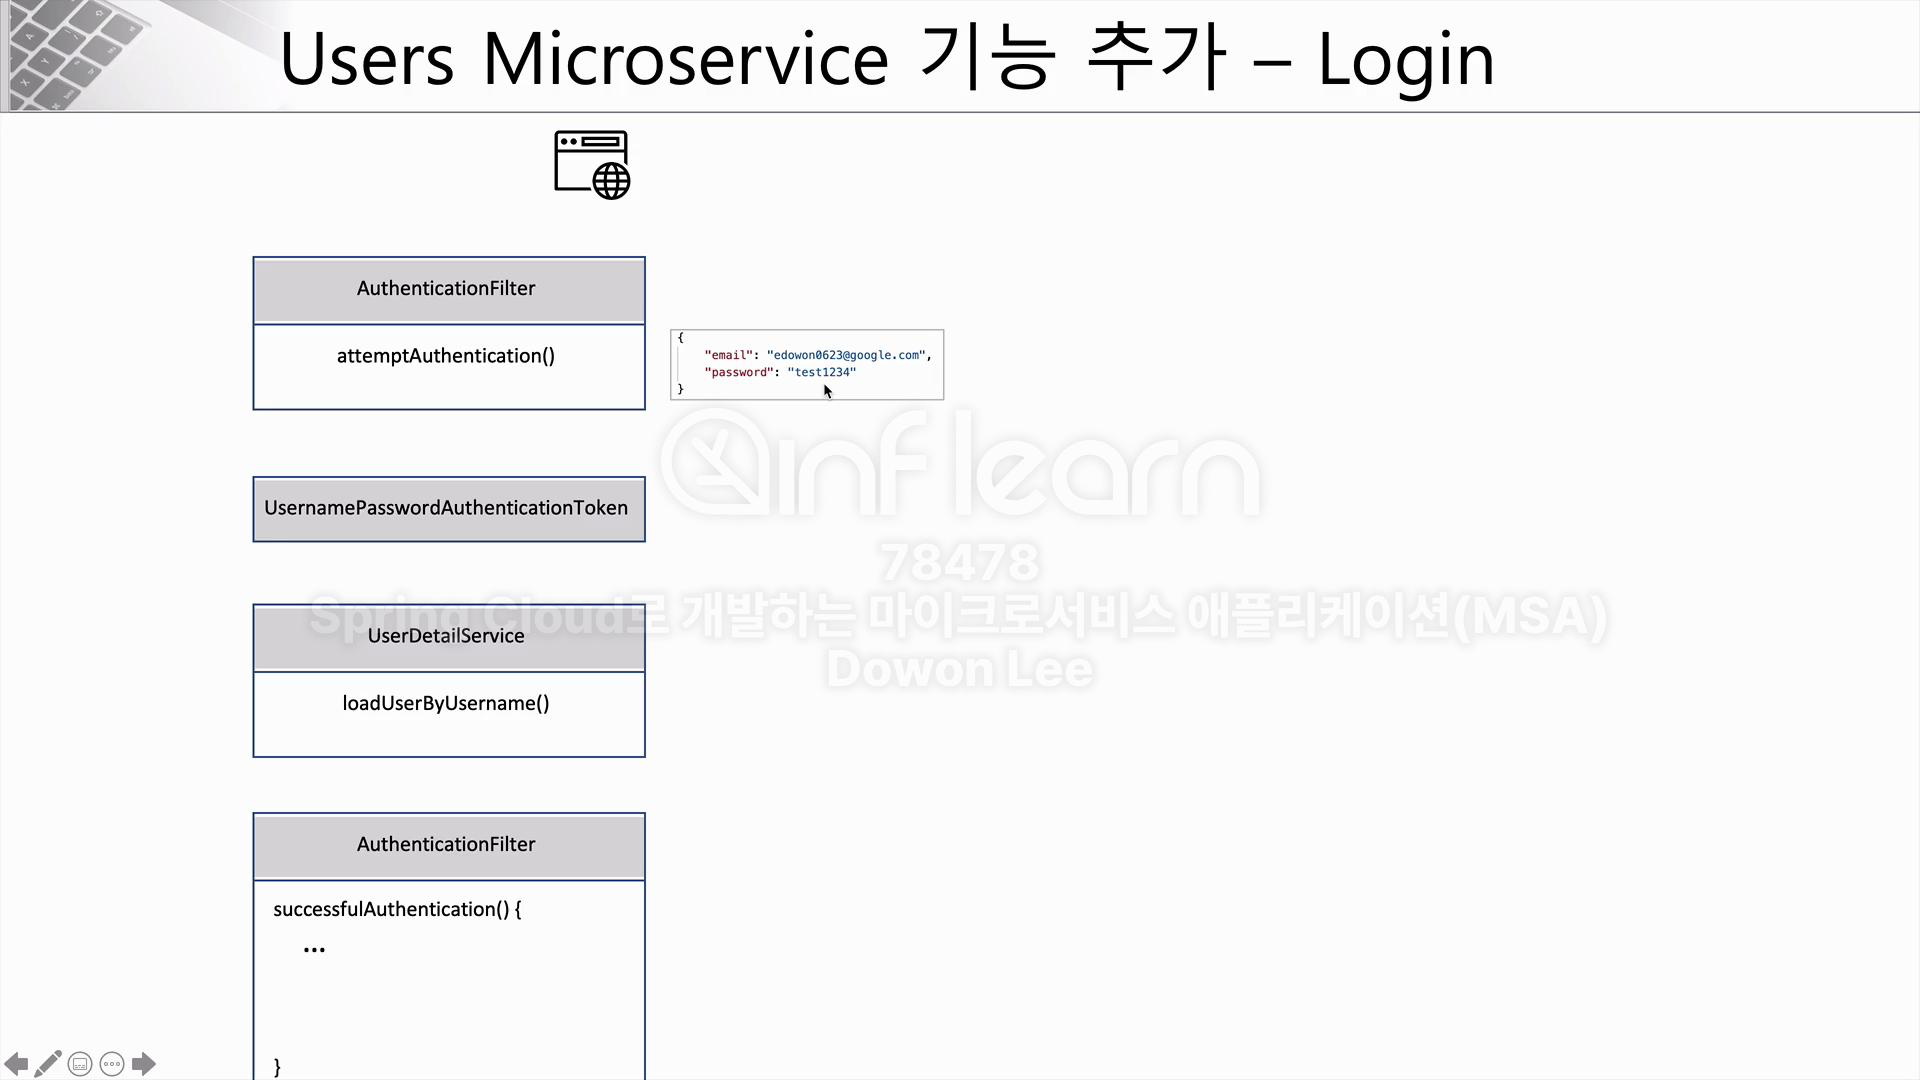 Users Microservice 기능 추가 – Login
AuthenticationFilter
attemptAuthentication()
{
"email": "edowon0623@google.com",
"password": "test1234"
}
inflearn
UsernamePasswordAuthenticationToken
78478
Spring Cloud로 개발하는 마이크로서비스 애플리케이션(MSA)
UserDetailService
Dowon Lee
loadUserByUsername()
AuthenticationFilter
successfulAuthentication() {
...
}